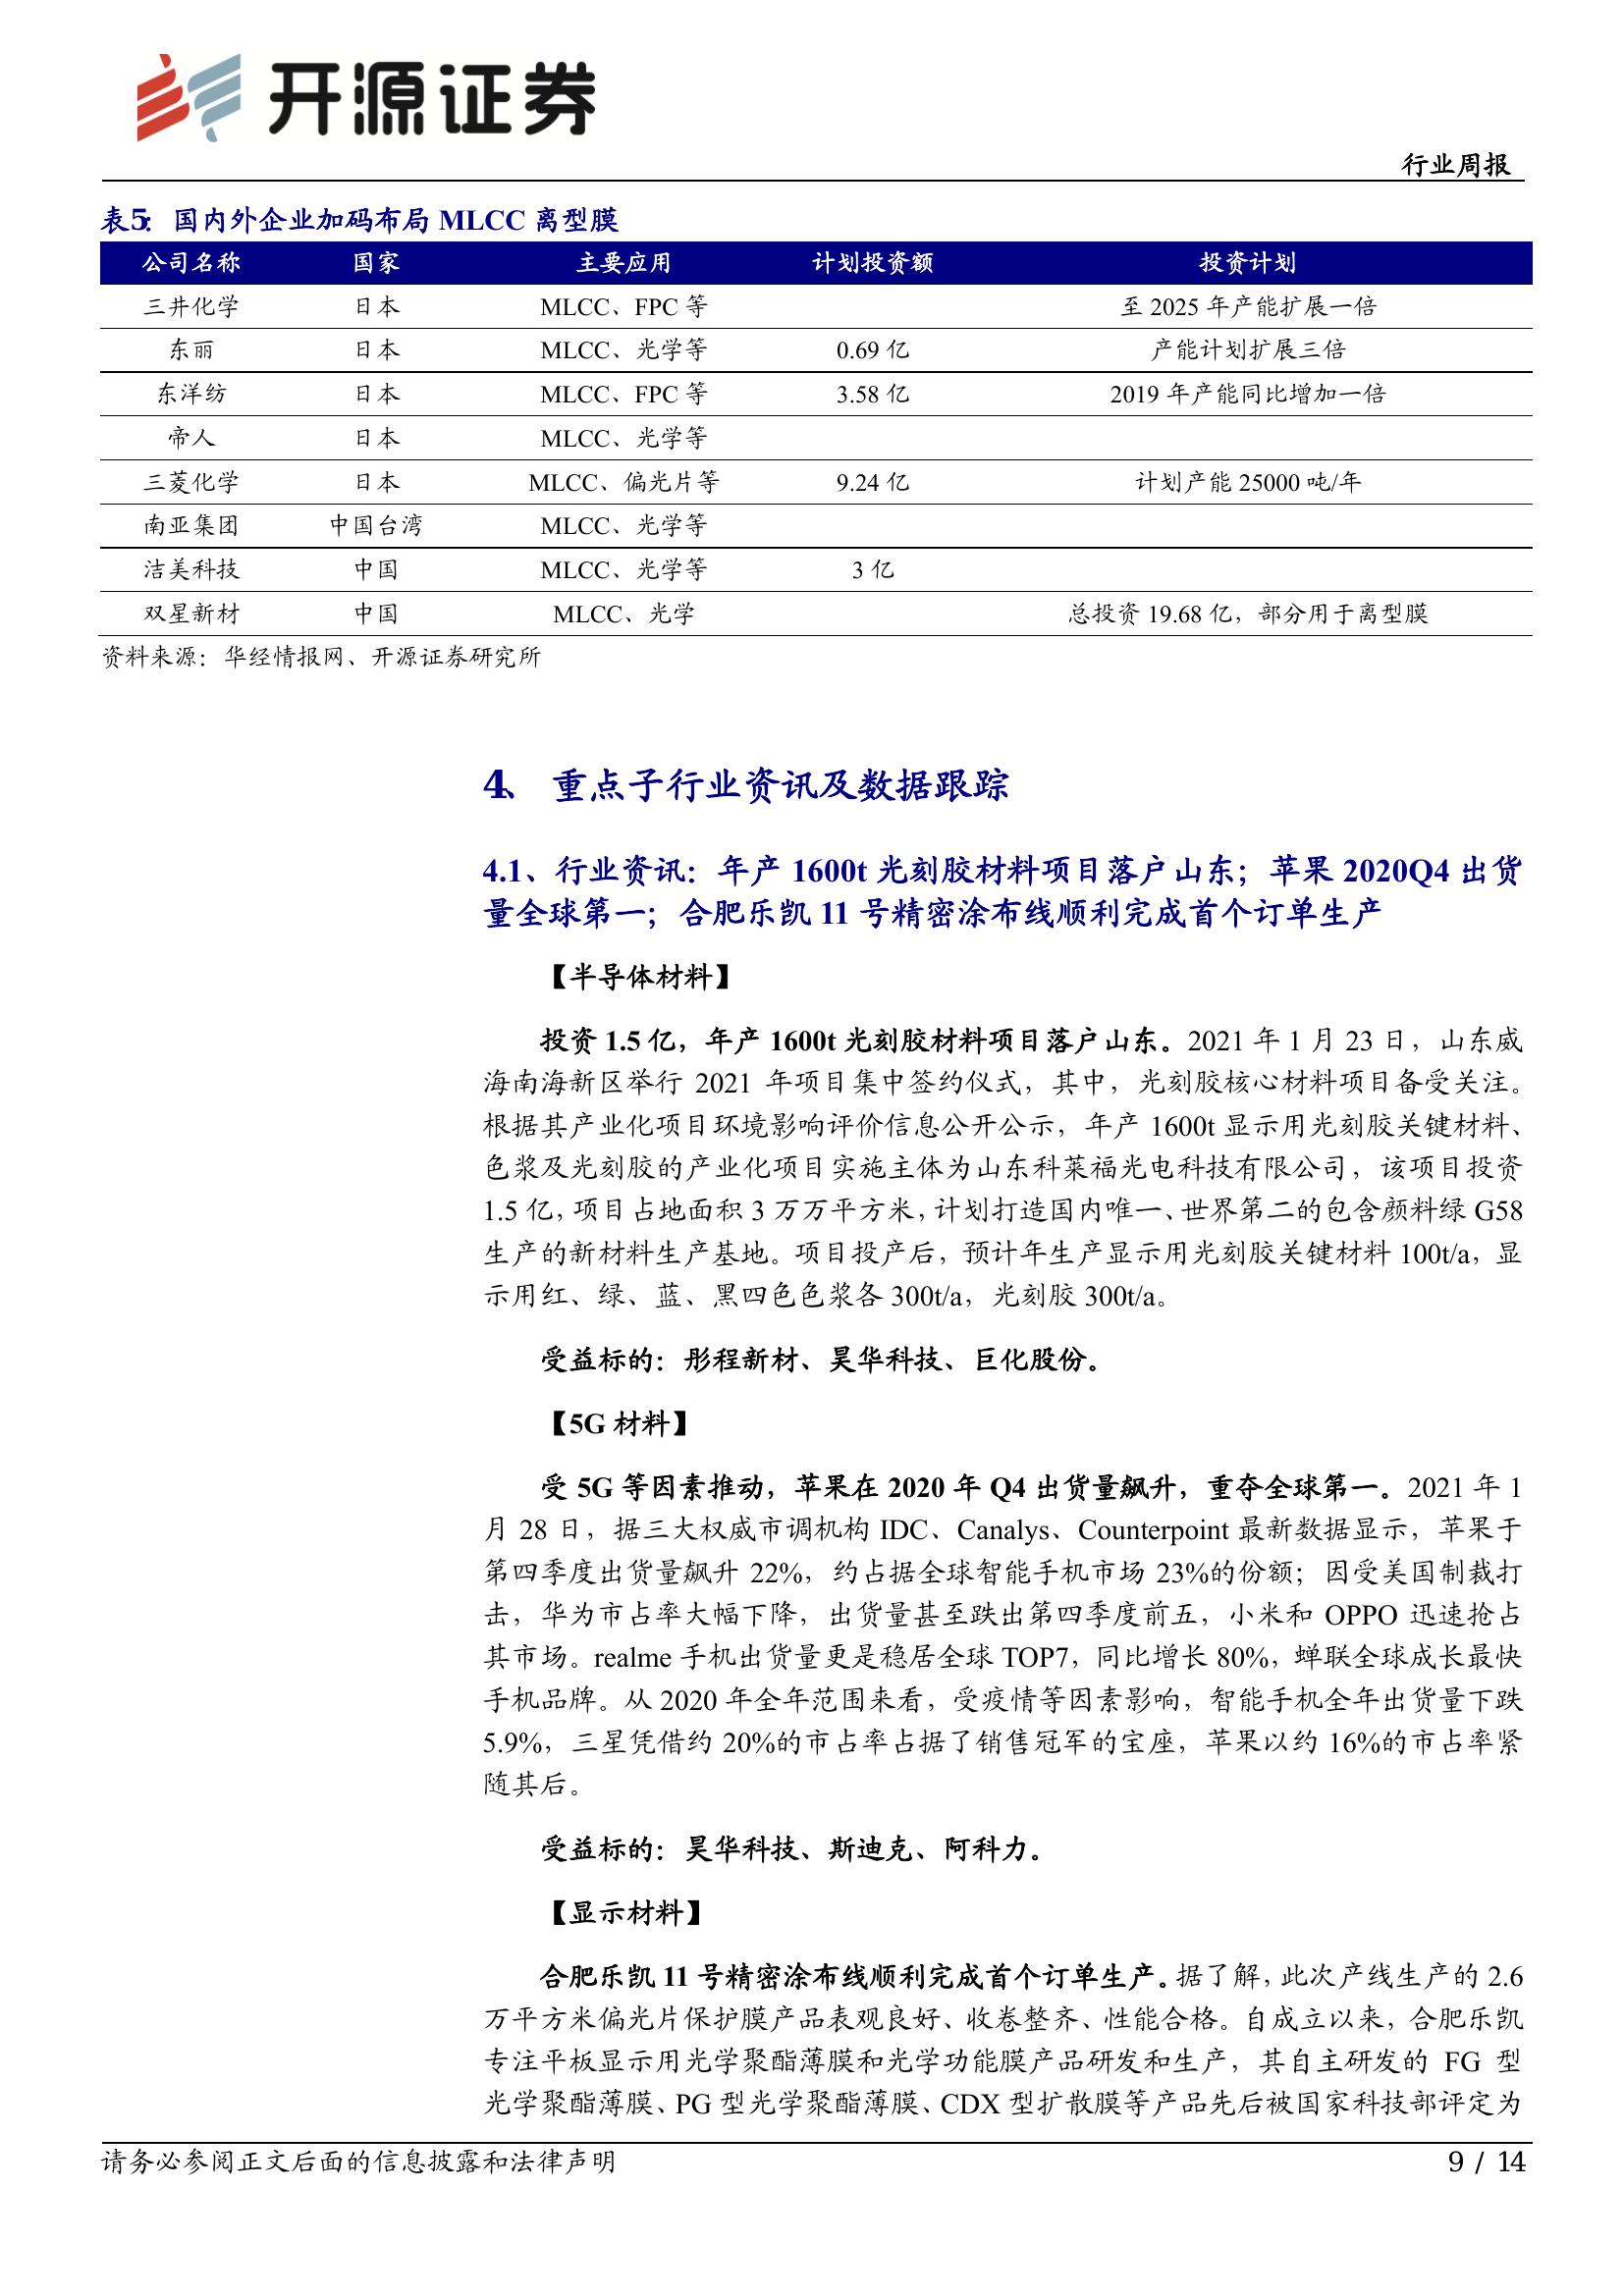 开源证券
行业周报
表5： 国内外企业加码布局 MLCC 离型膜
公司名称 国家 主要应用 计划投资额 投资计划
三井化学 日本 MLCC、FPC 等 至 2025 年产能扩展一倍
东丽 日本 MLCC、光学等 0.69 亿 产能计划扩展三倍
东洋纺 日本 MLCC、FPC 等 3.58 亿 2019 年产能同比增加一倍
帝人 日本 MLCC、光学等
三菱化学 日本 MLCC、偏光片等 9.24 亿 计划产能 25000 吨/年
南亚集团 中国台湾 MLCC、光学等
洁美科技 中国 MLCC、光学等 3 亿
双星新材 中国 MLCC、光学 总投资 19.68 亿，部分用于离型膜
资料来源：华经情报网、开源证券研究所
4、 重点子行业资讯及数据跟踪
4.1、行业资讯：年产 1600t 光刻胶材料项目落户山东；苹果 2020Q4 出货
量全球第一；合肥乐凯 11 号精密涂布线顺利完成首个订单生产
【半导体材料】
投资 1.5 亿，年产 1600t 光刻胶材料项目落户山东。2021 年 1 月 23 日，山东威
海南海新区举行 2021 年项目集中签约仪式，其中，光刻胶核心材料项目备受关注。
根据其产业化项目环境影响评价信息公开公示，年产 1600t 显示用光刻胶关键材料、
色浆及光刻胶的产业化项目实施主体为山东科莱福光电科技有限公司，该项目投资
1.5 亿，项目占地面积 3 万万平方米，计划打造国内唯一、世界第二的包含颜料绿 G58
生产的新材料生产基地。项目投产后，预计年生产显示用光刻胶关键材料 100t/a，显
示用红、绿、蓝、黑四色色浆各 300t/a，光刻胶 300t/a。
受益标的：彤程新材、昊华科技、巨化股份。
【5G 材料】
受 5G 等因素推动，苹果在 2020 年 Q4 出货量飙升，重夺全球第一。2021 年 1
月 28 日，据三大权威市调机构 IDC、Canalys、Counterpoint 最新数据显示，苹果于
第四季度出货量飙升 22%，约占据全球智能手机市场 23%的份额；因受美国制裁打
击，华为市占率大幅下降，出货量甚至跌出第四季度前五，小米和 OPPO 迅速抢占
其市场。realme 手机出货量更是稳居全球 TOP7，同比增长 80%，蝉联全球成长最快
手机品牌。从 2020 年全年范围来看，受疫情等因素影响，智能手机全年出货量下跌
5.9%，三星凭借约 20%的市占率占据了销售冠军的宝座，苹果以约 16%的市占率紧
随其后。
受益标的：昊华科技、斯迪克、阿科力。
【显示材料】
合肥乐凯 11 号精密涂布线顺利完成首个订单生产。据了解，此次产线生产的 2.6
万平方米偏光片保护膜产品表观良好、收卷整齐、性能合格。自成立以来，合肥乐凯
专注平板显示用光学聚酯薄膜和光学功能膜产品研发和生产，其自主研发的 FG 型
光学聚酯薄膜、PG 型光学聚酯薄膜、CDX 型扩散膜等产品先后被国家科技部评定为
请务必参阅正文后面的信息披露和法律声明 9 / 14